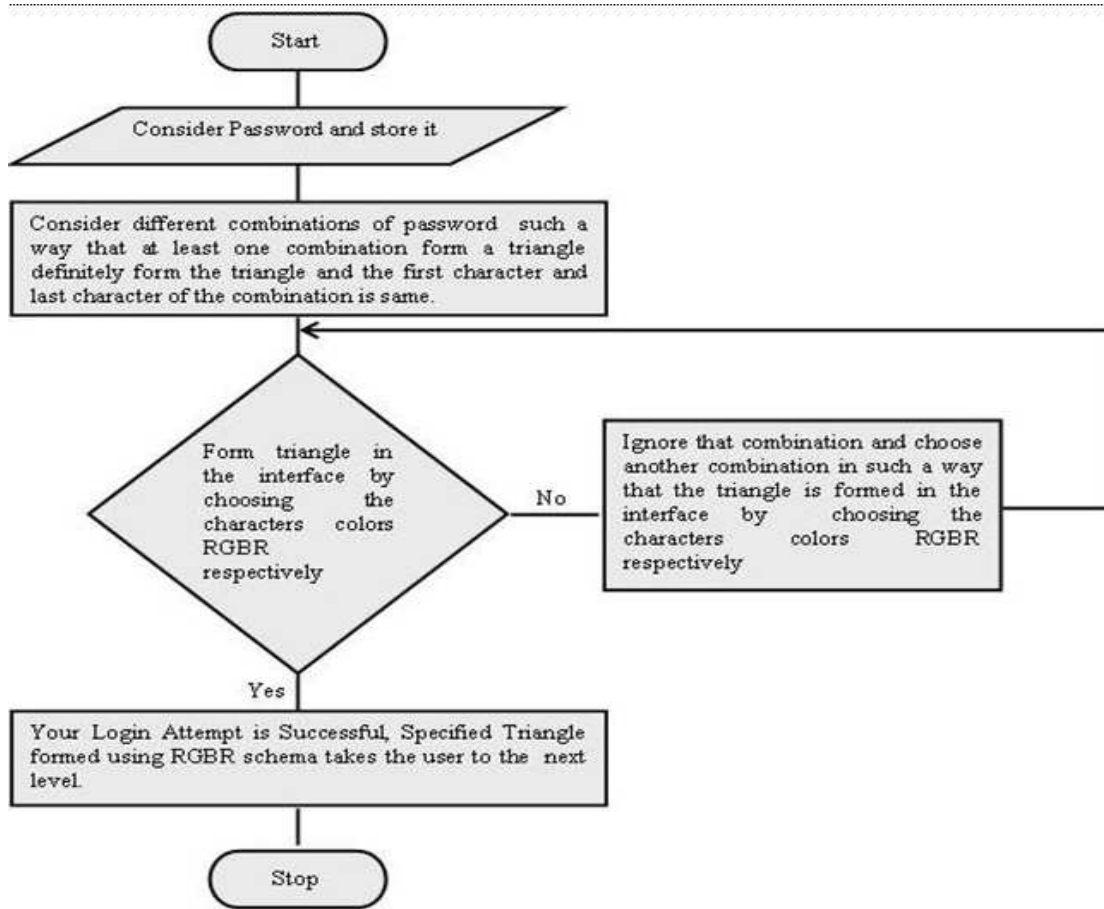 Start
Consider Password and store it
Consider different combinations of password such a
way that at least one combination form a triangle
definitely form the triangle and the first character and
last character of the combination is same.
Form triangle in
the interface by
choosing the
characters colors
RGBR
respectively
No
Ignore that combination and choose
another combination in such a way
that the triangle is formed in the
interface by choosing the
characters colors RGBR
respectively
Yes
Your Login Attempt is Successful, Specified Triangle
formed using RGBR schema takes the user to the next
level.
Stop